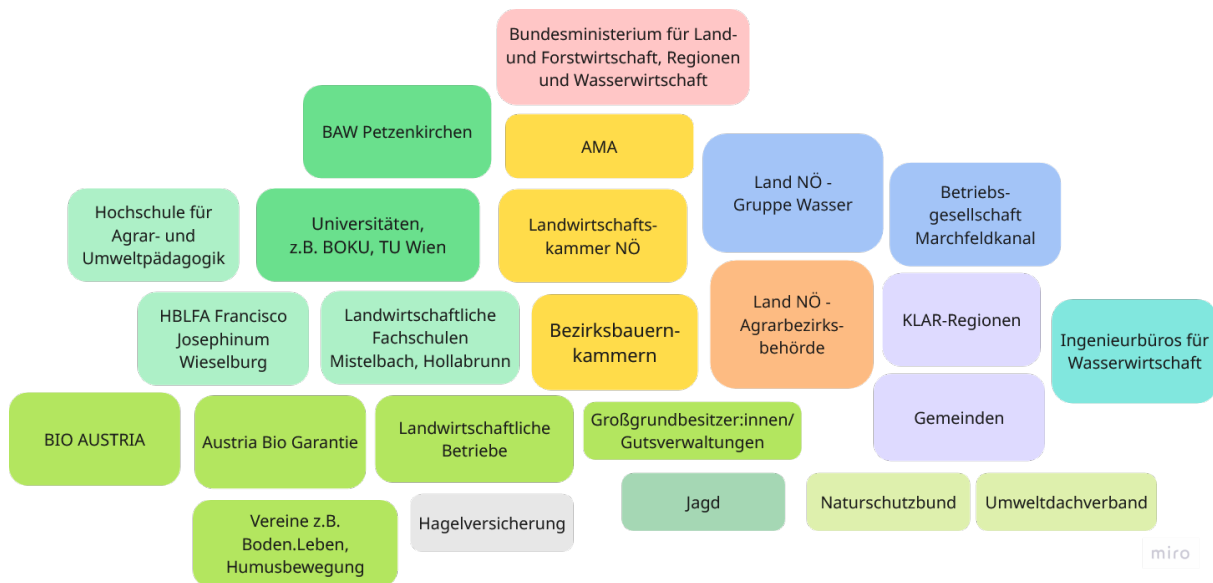 Bundesministerium für Land-
und Forstwirtschaft, Regionen
und Wasserwirtschaft
BAW Petzenkirchen
AMA
Land NÖ -
Gruppe Wasser
Betriebs-
gesellschaft
Marchfeldkanal
Hochschule für
Agrar- und
Umweltpädagogik
Universitäten,
z.B. BOKU, TU Wien
Landwirtschafts-
kammer NÖ
HBLFA Francisco
Josephinum
Wieselburg
Landwirtschaftliche
Fachschulen
Mistelbach, Hollabrunn
Bezirksbauern-
kammern
Land NÖ -
Agrarbezirks-
behörde
KLAR-Regionen
Ingenieurbüros für
Wasserwirtschaft
BIO AUSTRIA
Austria Bio Garantie
Landwirtschaftliche
Betriebe
Großgrundbesitzer:innen/
Gutsverwaltungen
Gemeinden
Vereine z.B.
Boden.Leben,
Humusbewegung
Hagelversicherung
Jagd
Naturschutzbund
Umweltdachverband
miro